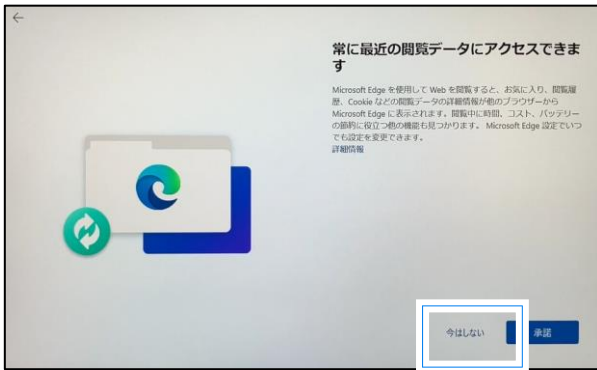 常に最近の閲覧データにアクセスできま
す
Microsoft Edge を使用して Web を閲覧すると、お気に入り、閲覧履
歴、Cookie などの閲覧データの詳細情報が他のブラウザーから
Microsoft Edge に表示されます。閲覧中に時間、コスト、バッテリー
の節約に役立つ他の機能も見つかります。 Microsoft Edge 設定でいつ
でも設定を変更できます。
詳細情報
今はしない
承諾